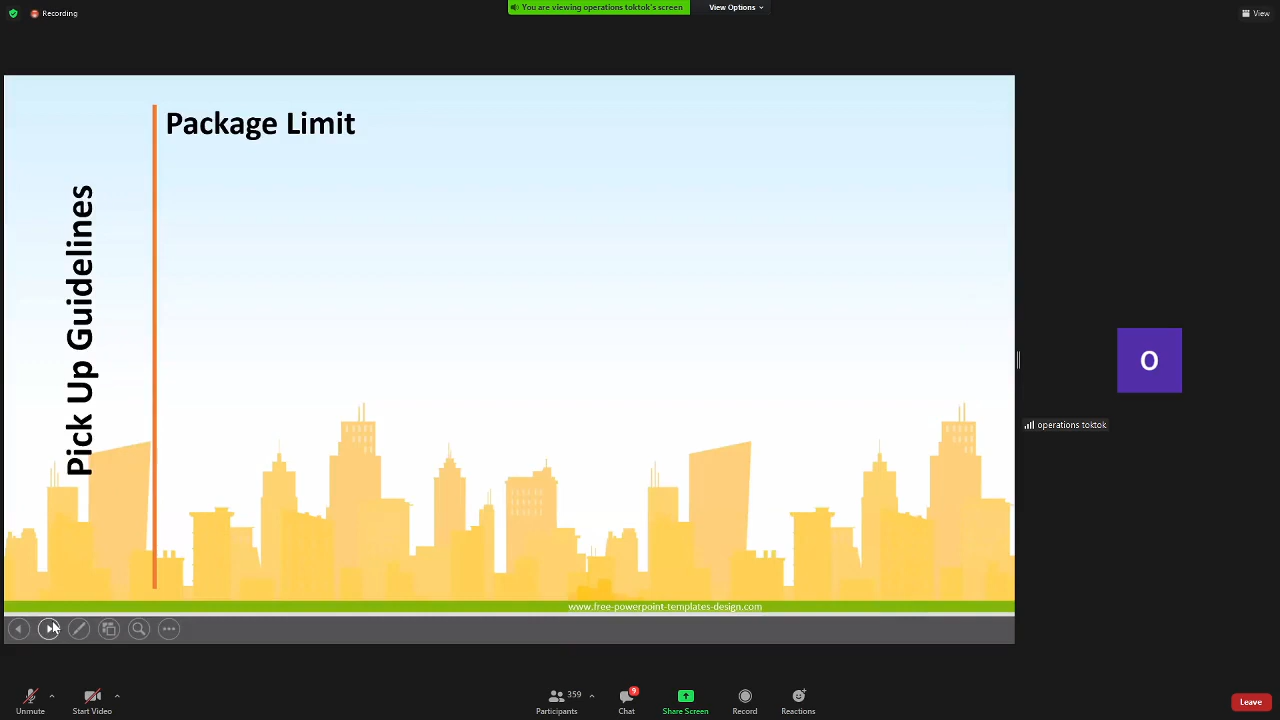 Recording
You are viewing operations toktok's screen
View Options
View
Package Limit
Pick Up Guidelines
O
operations toktok
www.free-powerpoint-templates-design.com
Unmute
Start Video
359
Participants
9
Chat
Share Screen
Record
Reactions
Leave